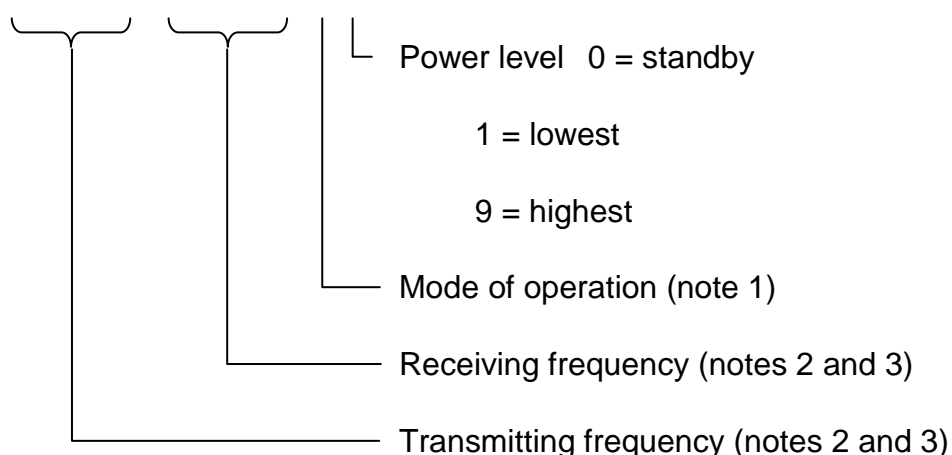 Power level 0 = standby
1 = lowest
9 = highest
Mode of operation (note 1)
Receiving frequency (notes 2 and 3)
Transmitting frequency (notes 2 and 3)